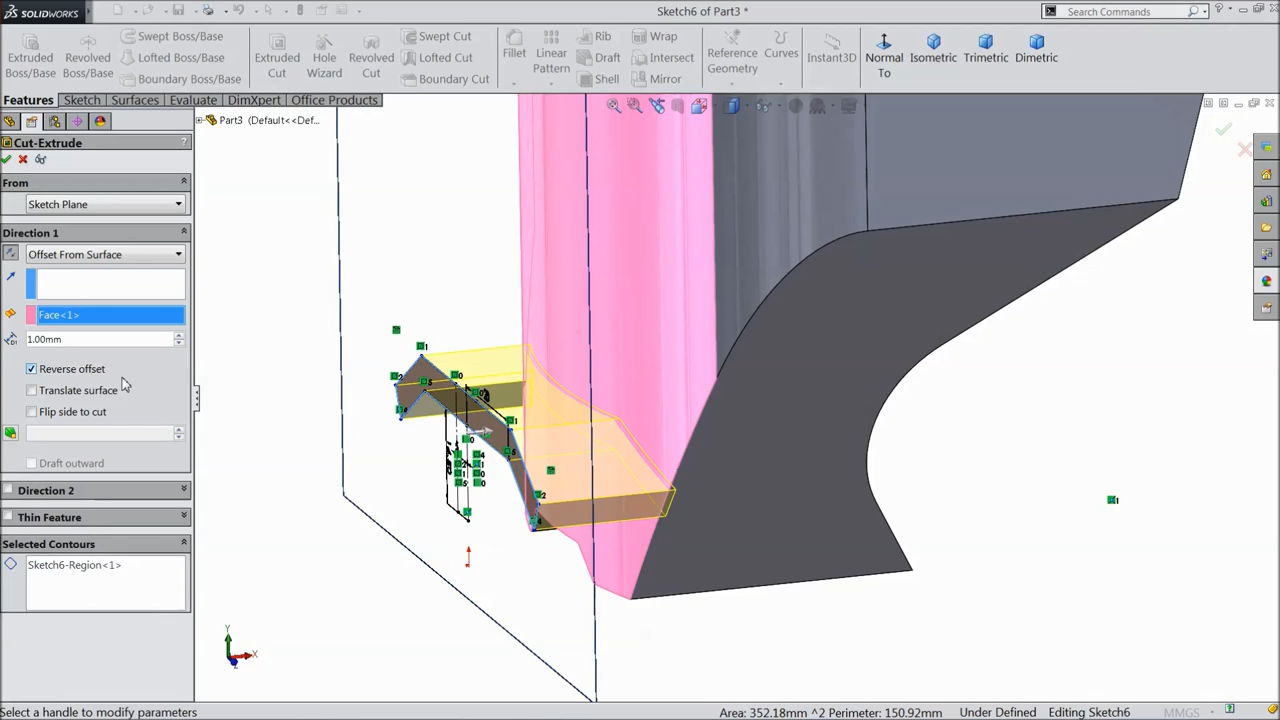 SOLIDWORKS
Sketch6 of Part3 *
Search Commands
Extruded Boss/Base
Revolved Boss/Base
Swept Boss/Base
Lofted Boss/Base
Boundary Boss/Base
Extruded Cut
Hole Wizard
Revolved Cut
Swept Cut
Lofted Cut
Boundary Cut
Fillet
Linear Pattern
Rib
Draft
Shell
Wrap
Intersect
Mirror
Reference Geometry
Curves
Instant3D
Normal To
Isometric
Trimetric
Dimetric
Features
Sketch
Surfaces
Evaluate
DimXpert
Office Products
Part3 (Default<<Def...
Cut-Extrude
?
From
Sketch Plane
Direction 1
Offset From Surface
Face<1>
1.00mm
Reverse offset
Translate surface
Flip side to cut
Draft outward
Direction 2
Thin Feature
Selected Contours
Sketch6-Region<1>
Y
X
Select a handle to modify parameters
Area: 352.18mm ^2 Perimeter: 150.92mm
Under Defined
Editing Sketch6
MMGS